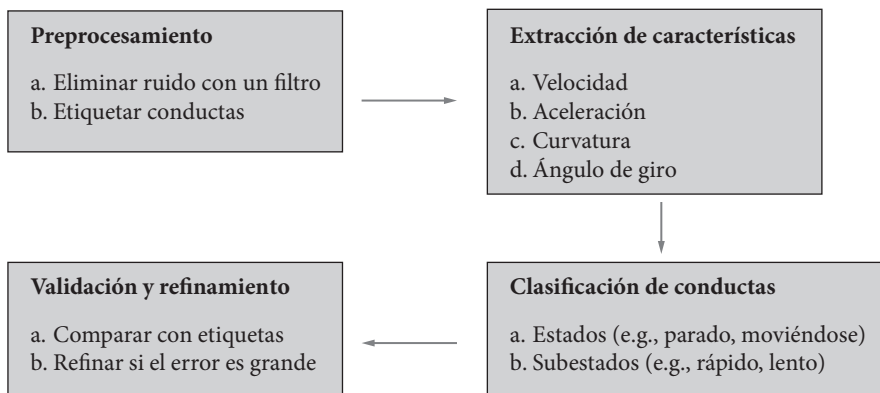 Preprocesamiento
a. Eliminar ruido con un filtro
b. Etiquetar conductas
Extracción de características
a. Velocidad
b. Aceleración
c. Curvatura
d. Ángulo de giro
Clasificación de conductas
a. Estados (e.g., parado, moviéndose)
b. Subestados (e.g., rápido, lento)
Validación y refinamiento
a. Comparar con etiquetas
b. Refinar si el error es grande